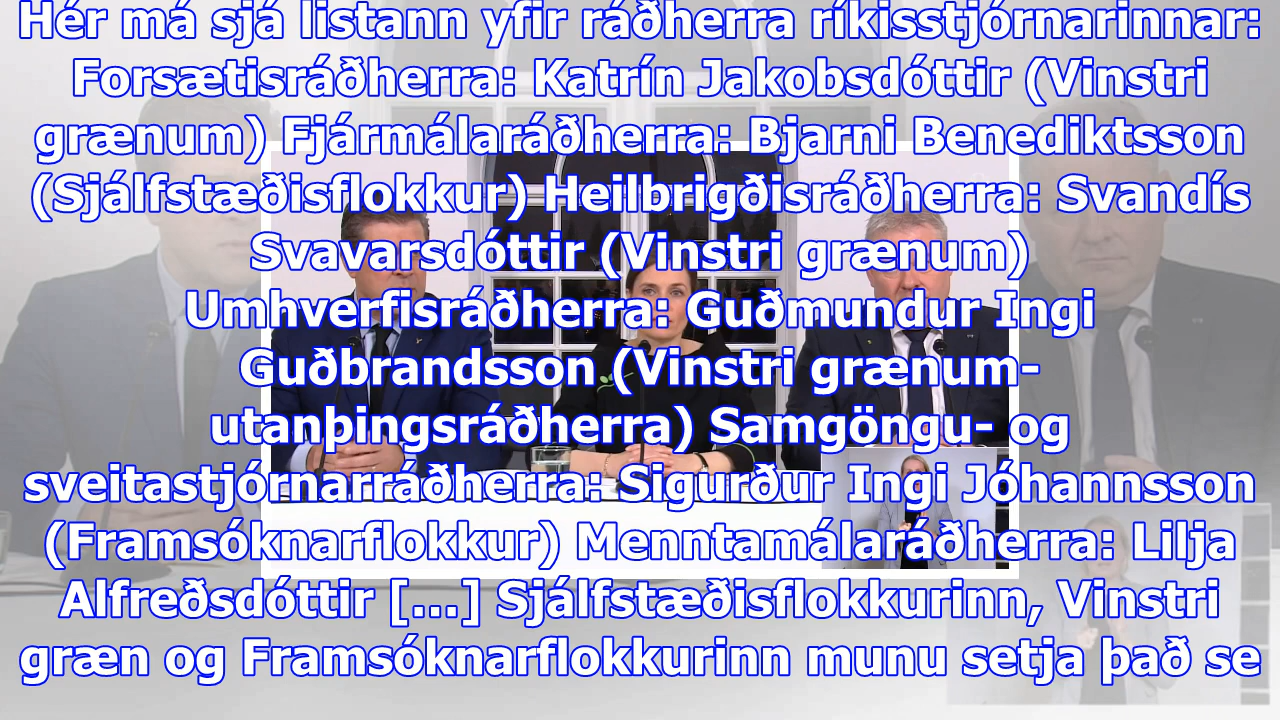 Hér má sjá listann yfir ráðherra ríkisstjórnarinnar:
Forsætisráðherra: Katrín Jakobsdóttir (Vinstri
grænum) Fjármálaráðherra: Bjarni Benediktsson
(Sjálfstæðisflokkur) Heilbrigðisráðherra: Svandís
Svavarsdóttir (Vinstri grænum)
Umhverfisráðherra: Guðmundur Ingi
Guðbrandsson (Vinstri grænum-
utanþingsráðherra) Samgöngu- og
sveitastjórnarráðherra: Sigurður Ingi Jóhannsson
(Framsóknarflokkur) Menntamálaráðherra: Lilja
Alfreðsdóttir [...] Sjálfstæðisflokkurinn, Vinstri
græn og Framsóknarflokkurinn munu setja það se